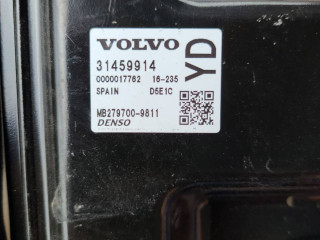 VOLVO
31459914
0000017762 16-235
SPAIN D5E1C
MB279700-9811
DENSO
YD